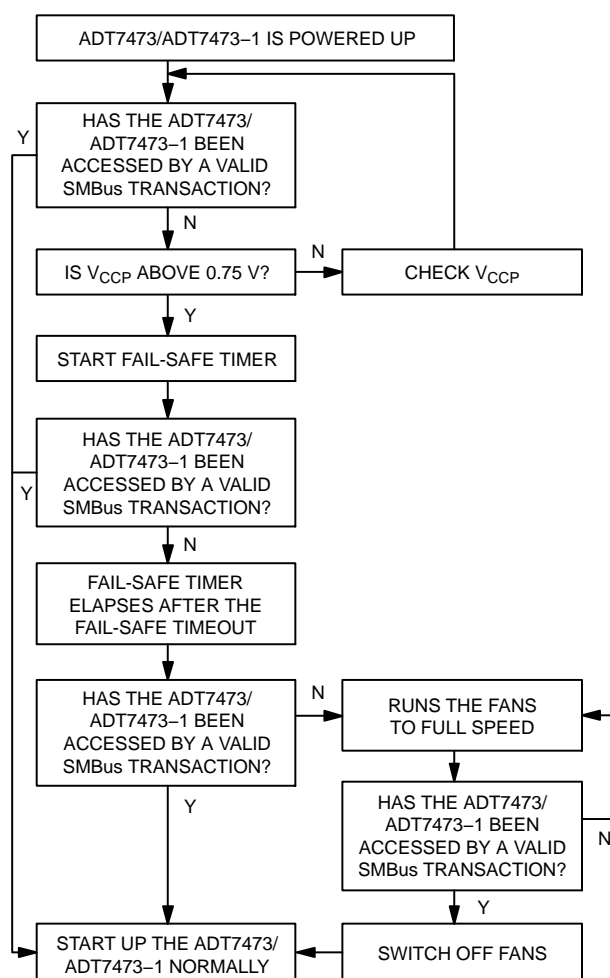 ADT7473/ADT7473−1 IS POWERED UP
HAS THE ADT7473/
ADT7473−1 BEEN
ACCESSED BY A VALID
SMBus TRANSACTION?
Y
N
IS VCCP ABOVE 0.75 V?
N
CHECK VCCP
Y
START FAIL-SAFE TIMER
HAS THE ADT7473/
ADT7473−1 BEEN
ACCESSED BY A VALID
SMBus TRANSACTION?
Y
N
FAIL-SAFE TIMER
ELAPSES AFTER THE
FAIL-SAFE TIMEOUT
HAS THE ADT7473/
ADT7473−1 BEEN
ACCESSED BY A VALID
SMBus TRANSACTION?
N
RUNS THE FANS
TO FULL SPEED
Y
HAS THE ADT7473/
ADT7473−1 BEEN
ACCESSED BY A VALID
SMBus TRANSACTION?
N
Y
START UP THE ADT7473/
ADT7473−1 NORMALLY
SWITCH OFF FANS